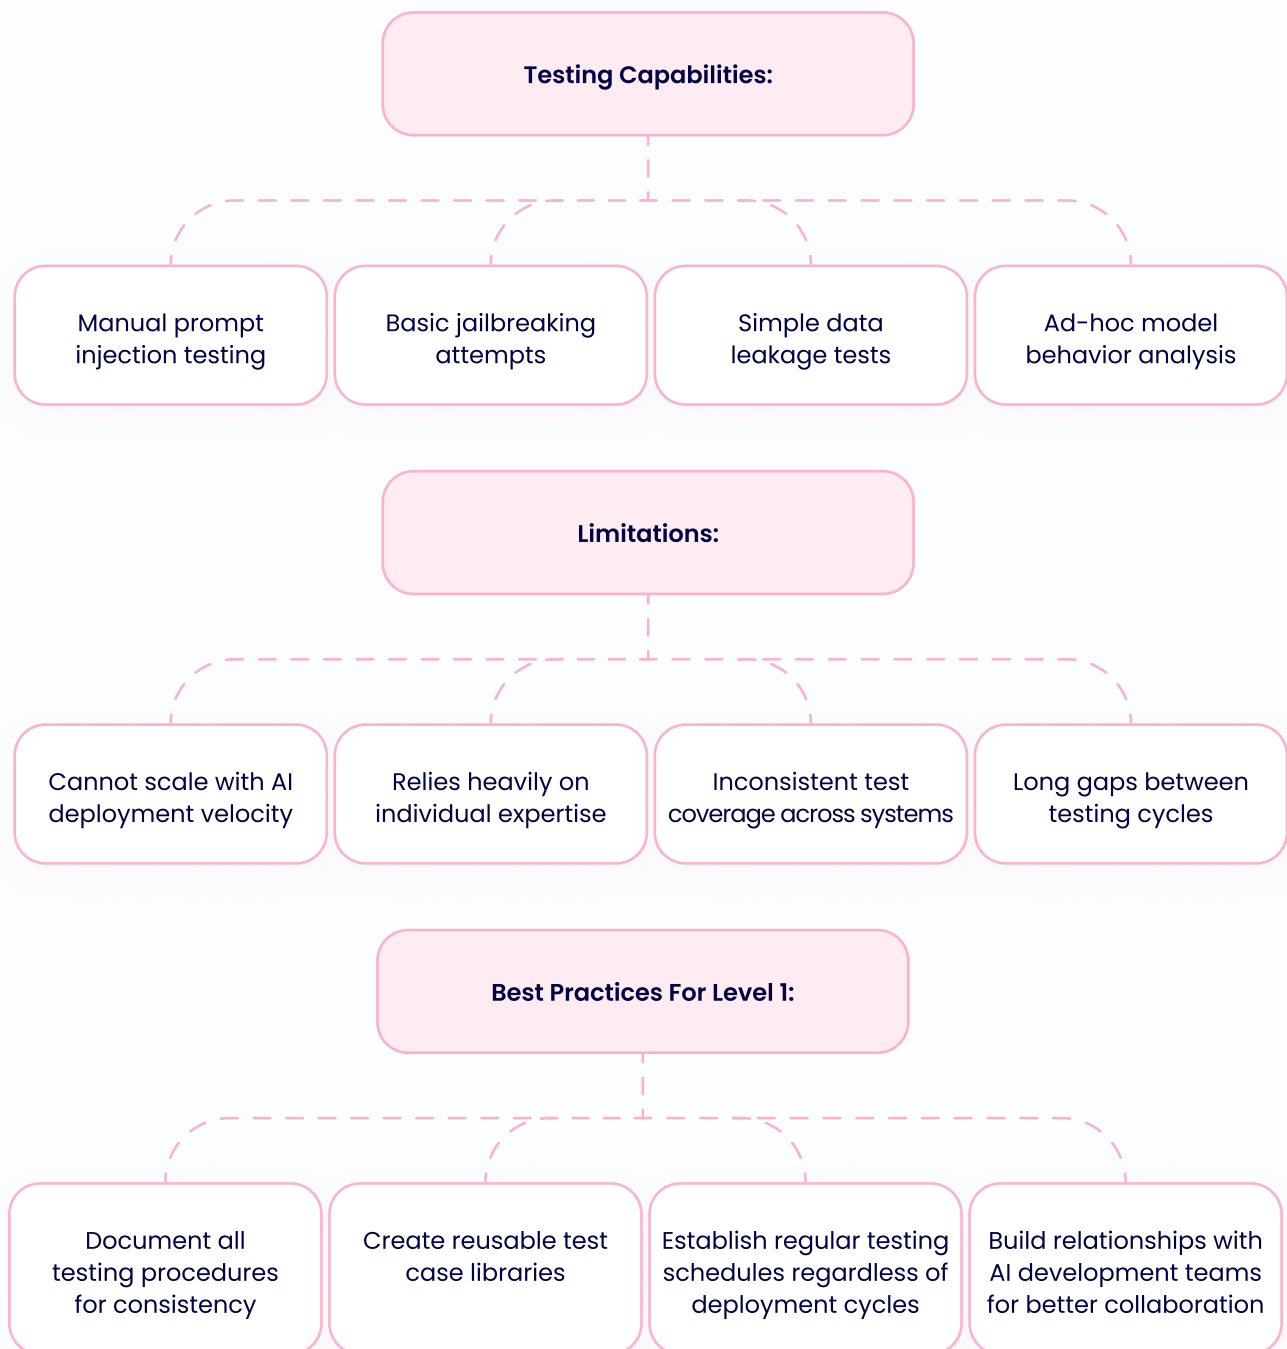 Testing Capabilities:
Manual prompt
injection testing
Basic jailbreaking
attempts
Simple data
leakage tests
Ad-hoc model
behavior analysis
Limitations:
Cannot scale with AI
deployment velocity
Relies heavily on
individual expertise
Inconsistent test
coverage across systems
Long gaps between
testing cycles
Best Practices For Level 1:
Document all
testing procedures
for consistency
Create reusable test
case libraries
Establish regular testing
schedules regardless of
deployment cycles
Build relationships with
AI development teams
for better collaboration